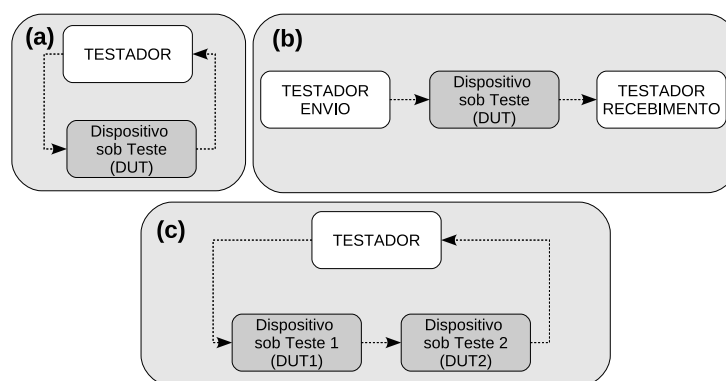 (a)
TESTADOR
Dispositivo
sob Teste
(DUT)
(b)
TESTADOR
ENVIO
Dispositivo
sob Teste
(DUT)
TESTADOR
RECEBIMENTO
(c)
TESTADOR
Dispositivo
sob Teste 1
(DUT1)
Dispositivo
sob Teste 2
(DUT2)